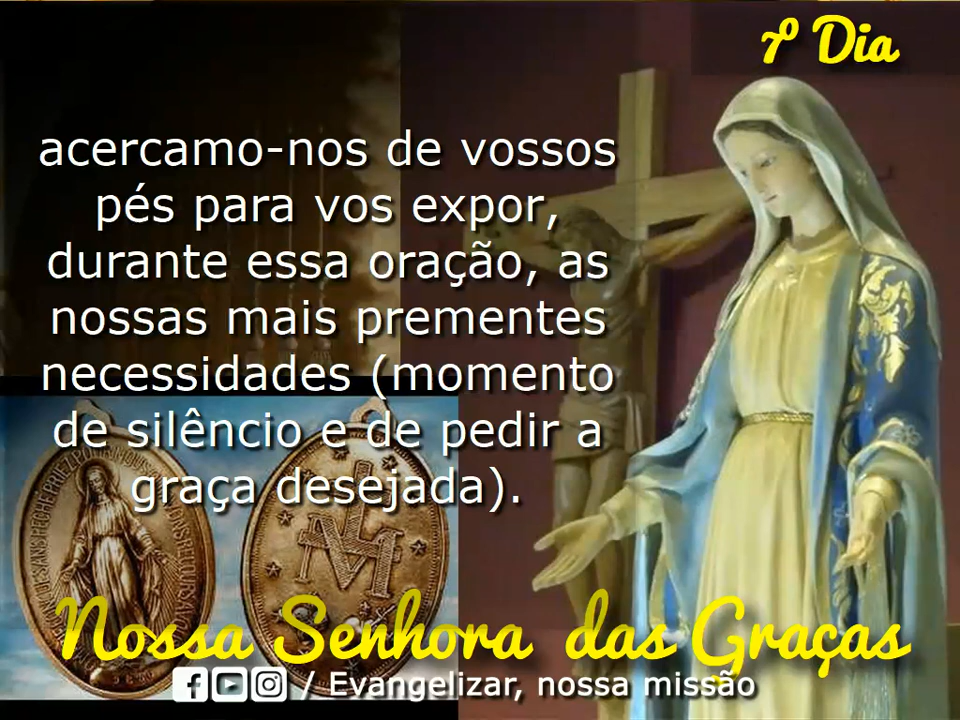 7º Dia
acercamo-nos de vossos
pés para vos expor,
durante essa oração, as
nossas mais prementes
necessidades (momento
de silêncio e de pedir a
graça desejada).
Nossa Senhora das Graças
/ Evangelizar, nossa missão